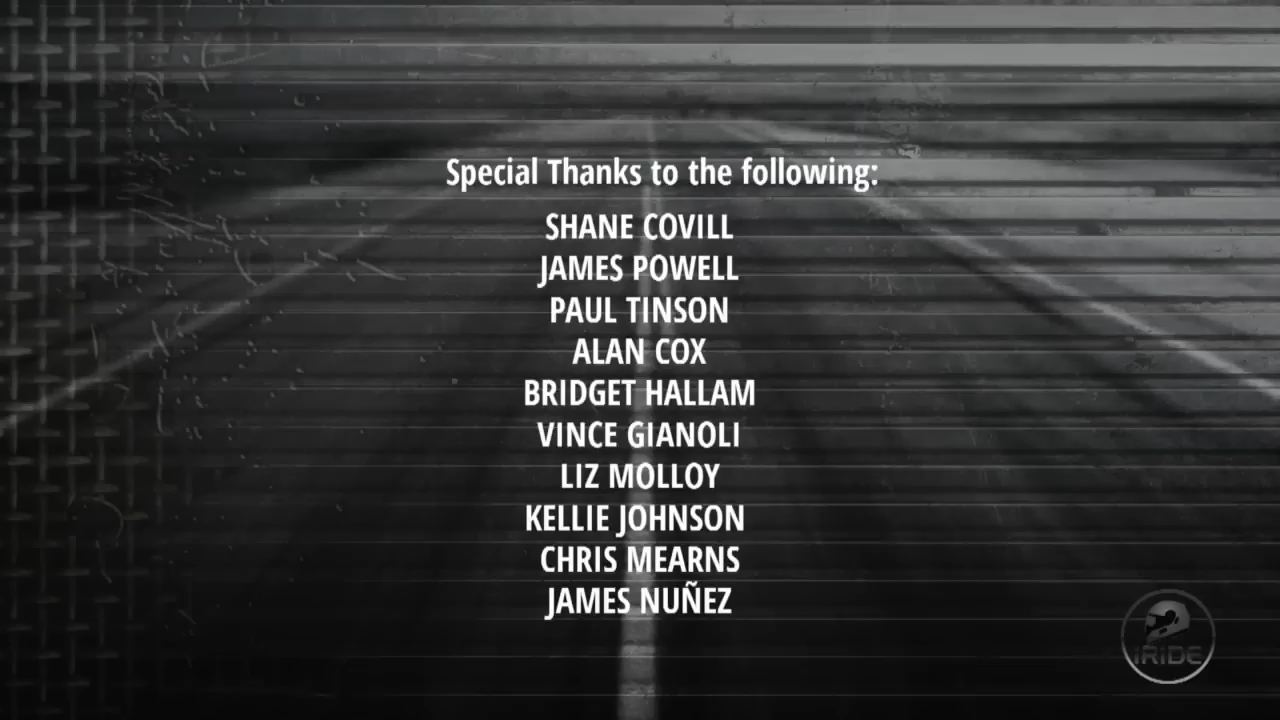 Special Thanks to the following:
SHANE COVILL
JAMES POWELL
PAUL TINSON
ALAN COX
BRIDGET HALLAM
VINCE GIANOLI
LIZ MOLLOY
KELLIE JOHNSON
CHRIS MEARNS
JAMES NUÑEZ
iRiDE